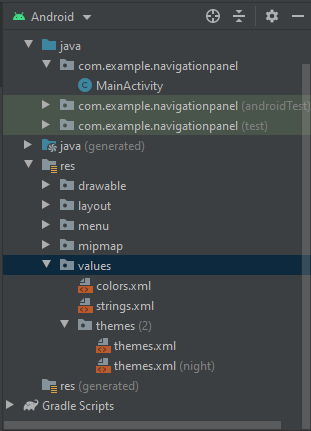 Android
java
com.example.navigationpanel
MainActivity
com.example.navigationpanel (androidTest)
com.example.navigationpanel (test)
java (generated)
res
drawable
layout
menu
mipmap
values
colors.xml
strings.xml
themes (2)
themes.xml
themes.xml (night)
res (generated)
Gradle Scripts